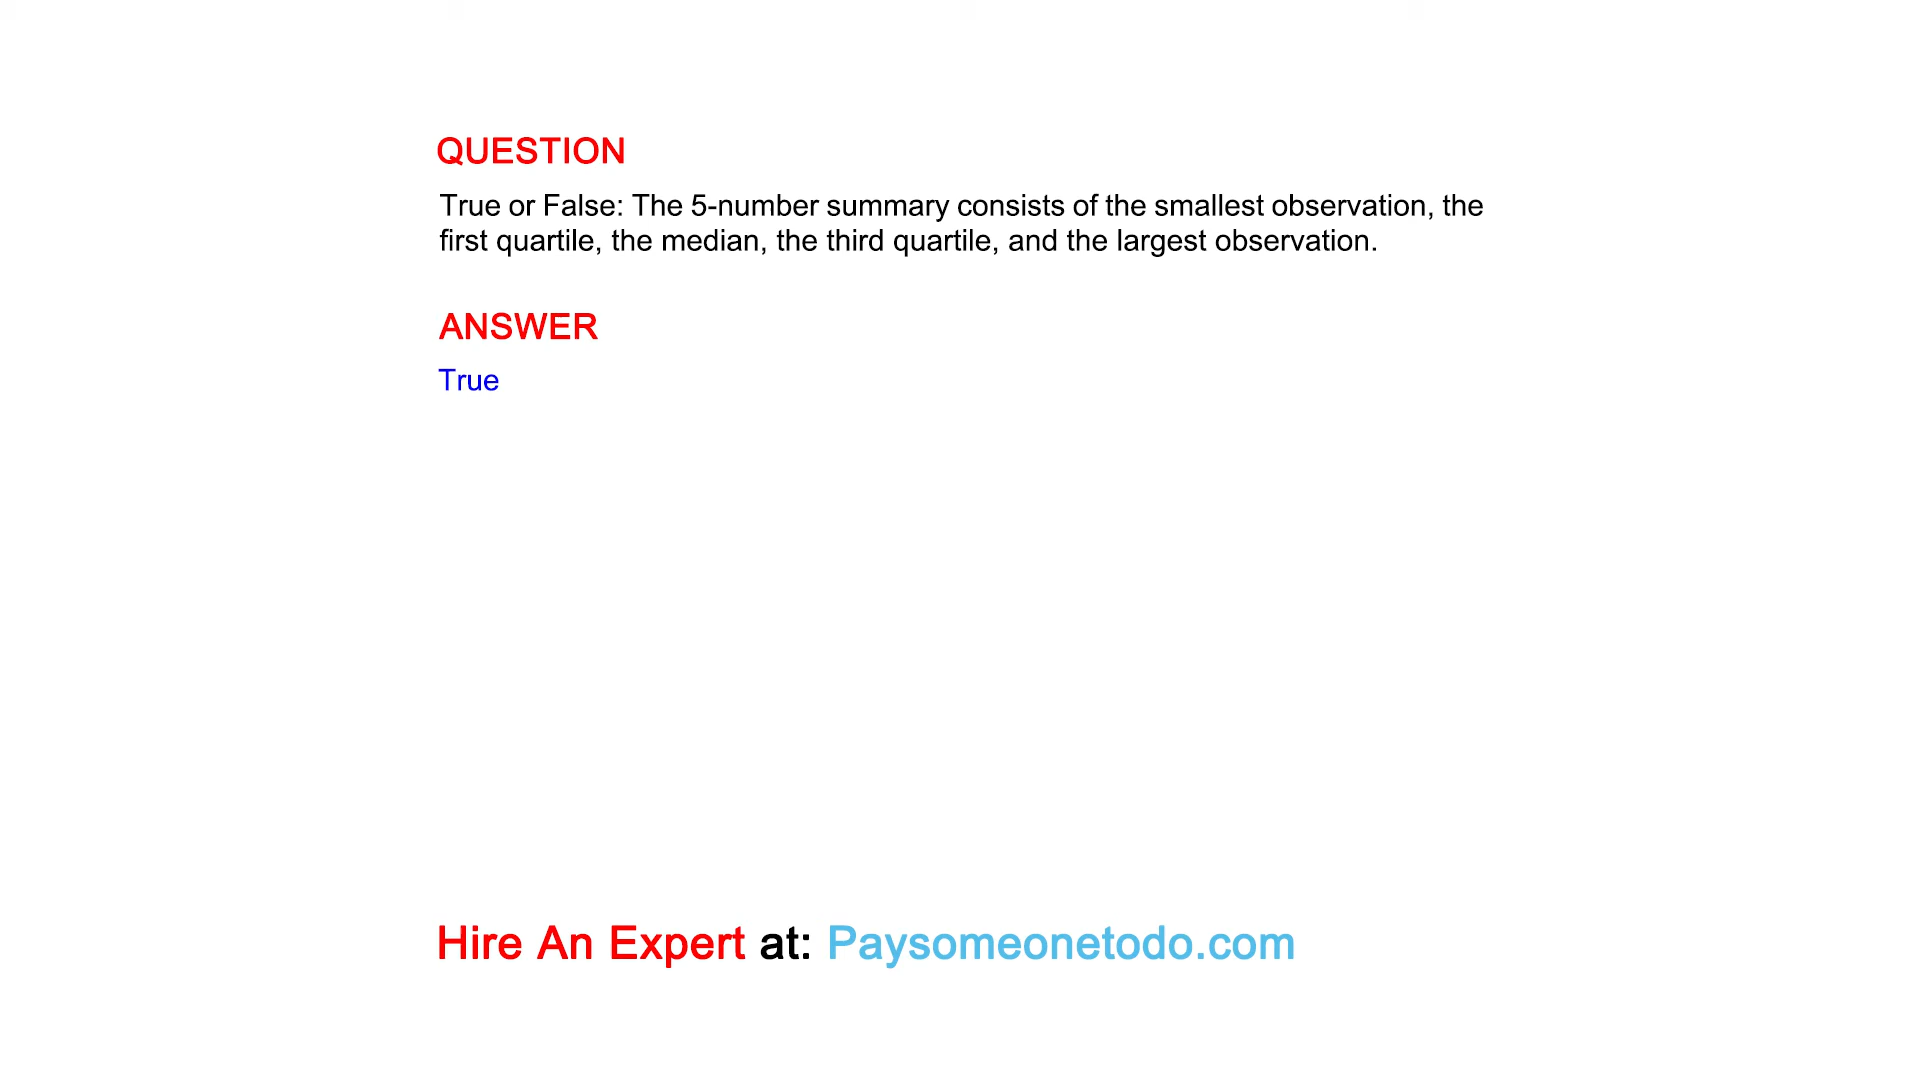 QUESTION
True or False: The 5-number summary consists of the smallest observation, the
first quartile, the median, the third quartile, and the largest observation.
ANSWER
True
Hire An Expert at: Paysomeonetodo.com